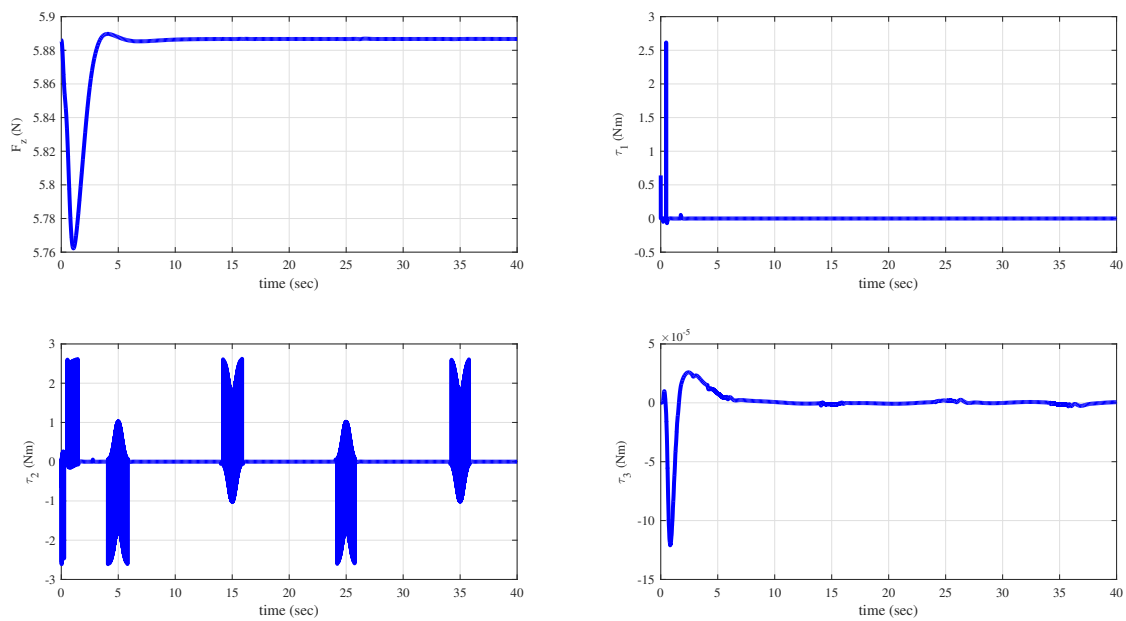 F_z (N)
5.9
5.88
5.86
5.84
5.82
5.8
5.78
5.76
0 5 10 15 20 25 30 35 40
time (sec)
τ_1 (Nm)
3
2.5
2
1.5
1
0.5
0
-0.5
0 5 10 15 20 25 30 35 40
time (sec)
τ_2 (Nm)
3
2
1
0
-1
-2
-3
0 5 10 15 20 25 30 35 40
time (sec)
×10^-5
τ_3 (Nm)
5
0
-5
-10
-15
0 5 10 15 20 25 30 35 40
time (sec)